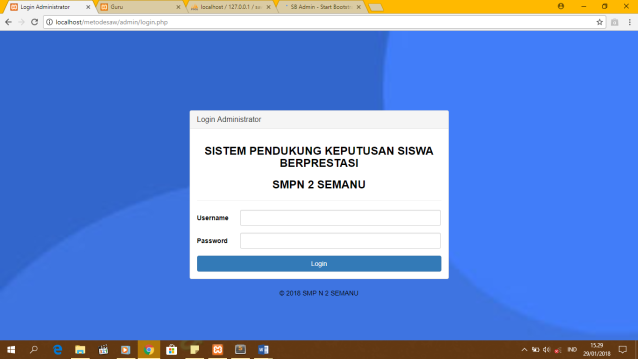 Login Administrator
Guru
localhost / 127.0.0.1 /
SB Admin - Start Bootstr
localhost/metodesaw/admin/login.php
Login Administrator
SISTEM PENDUKUNG KEPUTUSAN SISWA
BERPRESTASI
SMPN 2 SEMANU
Username
Password
Login
© 2018 SMP N 2 SEMANU
IND
15.29
29/01/2018